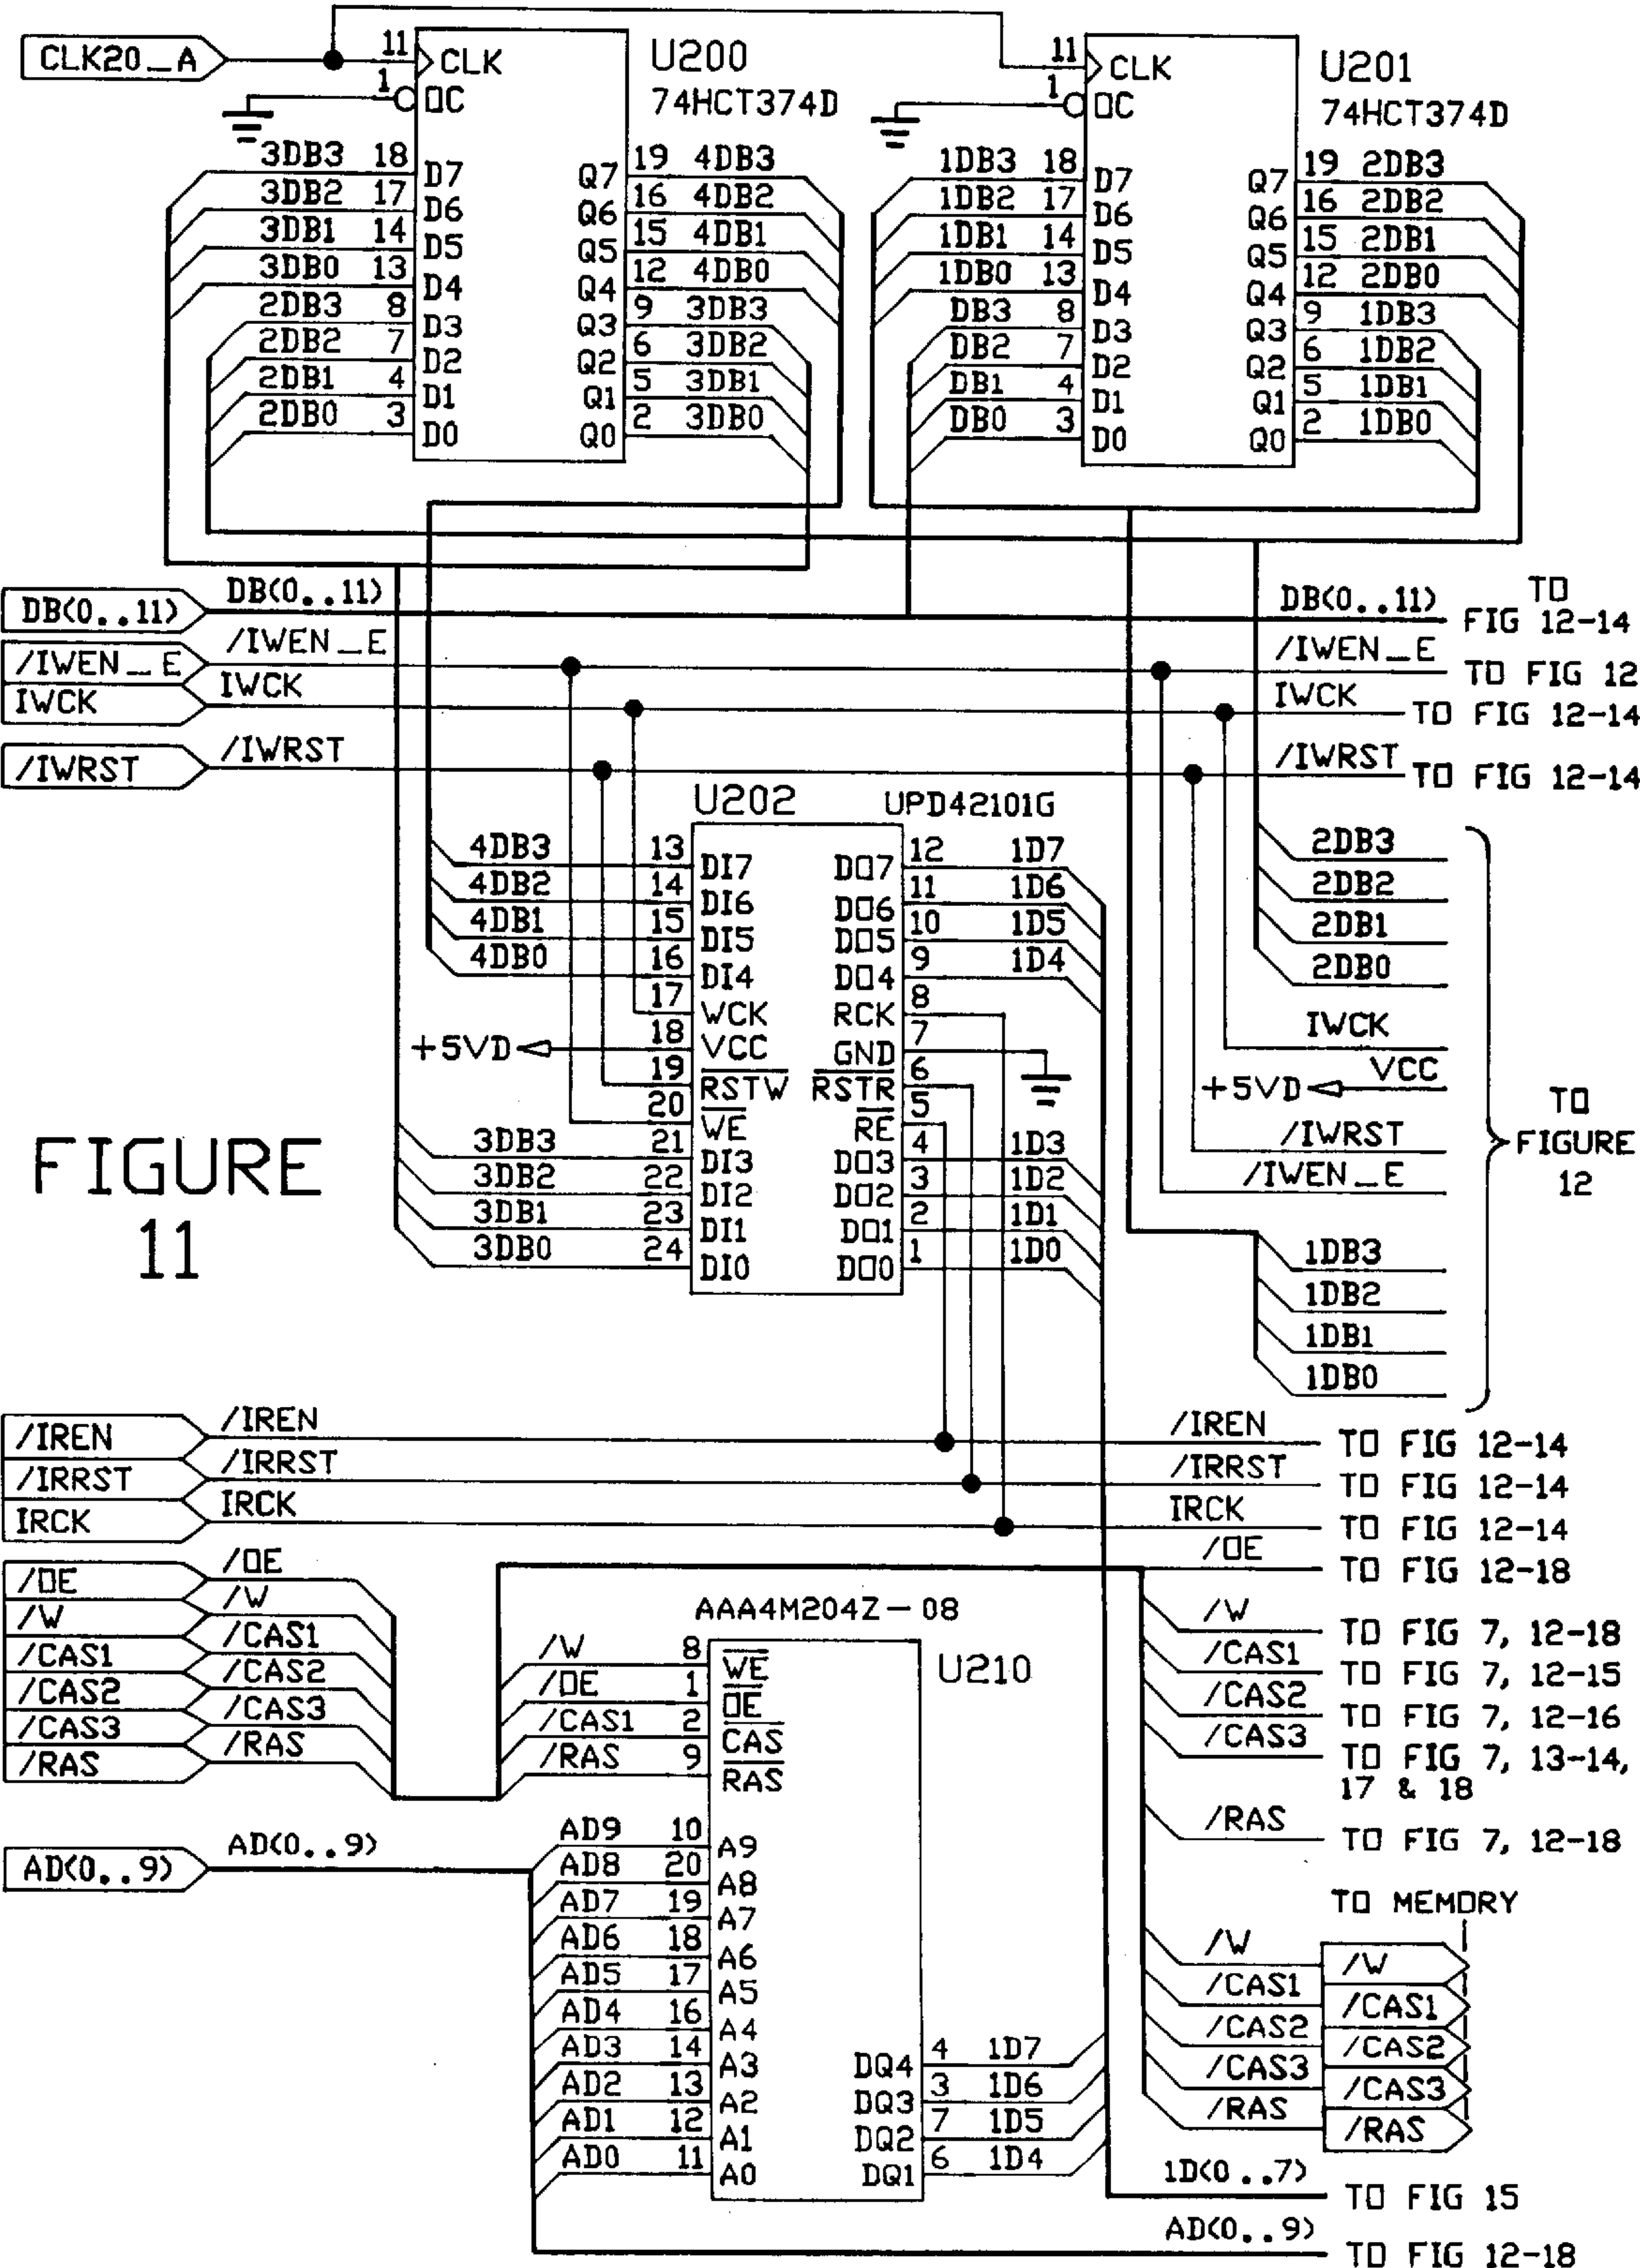 CLK20_A
11
CLK
1
OC
U200
74HCT374D
11
CLK
1
OC
U201
74HCT374D
3DB3 18 D7
3DB2 17 D6
3DB1 14 D5
3DB0 13 D4
2DB3 8 D3
2DB2 7 D2
2DB1 4 D1
2DB0 3 D0
Q7 19 4DB3
Q6 16 4DB2
Q5 15 4DB1
Q4 12 4DB0
Q3 9 3DB3
Q2 6 3DB2
Q1 5 3DB1
Q0 2 3DB0
1DB3 18 D7
1DB2 17 D6
1DB1 14 D5
1DB0 13 D4
DB3 8 D3
DB2 7 D2
DB1 4 D1
DB0 3 D0
Q7 19 2DB3
Q6 16 2DB2
Q5 15 2DB1
Q4 12 2DB0
Q3 9 1DB3
Q2 6 1DB2
Q1 5 1DB1
Q0 2 1DB0
DB(0..11) DB(0..11) DB(0..11) TO FIG 12-14
/IWEN_E /IWEN_E /IWEN_E TO FIG 12
IWCK IWCK IWCK TO FIG 12-14
/IWRST /IWRST /IWRST TO FIG 12-14
U202 UPD42101G
4DB3 13 DI7
4DB2 14 DI6
4DB1 15 DI5
4DB0 16 DI4
17 WCK
+5VD 18 VCC
19 RSTW
20 WE
3DB3 21 DI3
3DB2 22 DI2
3DB1 23 DI1
3DB0 24 DI0
DO7 12 1D7
DO6 11 1D6
DO5 10 1D5
DO4 9 1D4
RCK 8
GND 7
RSTR 6
RE 5
DO3 4 1D3
DO2 3 1D2
DO1 2 1D1
DO0 1 1D0
2DB3
2DB2
2DB1
2DB0
IWCK
+5VD VCC
/IWRST
/IWEN_E
1DB3
1DB2
1DB1
1DB0
TO
FIGURE
12
FIGURE
11
/IREN /IREN /IREN TO FIG 12-14
/IRRST /IRRST /IRRST TO FIG 12-14
IRCK IRCK IRCK TO FIG 12-14
/OE /OE /OE TO FIG 12-18
/W /W
/CAS1 /CAS1
/CAS2 /CAS2
/CAS3 /CAS3
/RAS /RAS
AAA4M204Z-08
U210
/W 8 WE
/OE 1 OE
/CAS1 2 CAS
/RAS 9 RAS
/W TO FIG 7, 12-18
/CAS1 TO FIG 7, 12-15
/CAS2 TO FIG 7, 12-16
/CAS3 TO FIG 7, 13-14,
17 & 18
/RAS TO FIG 7, 12-18
AD(0..9) AD(0..9)
AD9 10 A9
AD8 20 A8
AD7 19 A7
AD6 18 A6
AD5 17 A5
AD4 16 A4
AD3 14 A3
AD2 13 A2
AD1 12 A1
AD0 11 A0
DQ4 4 1D7
DQ3 3 1D6
DQ2 7 1D5
DQ1 6 1D4
TO MEMORY
/W /W
/CAS1 /CAS1
/CAS2 /CAS2
/CAS3 /CAS3
/RAS /RAS
1D(0..7) TO FIG 15
AD(0..9) TO FIG 12-18